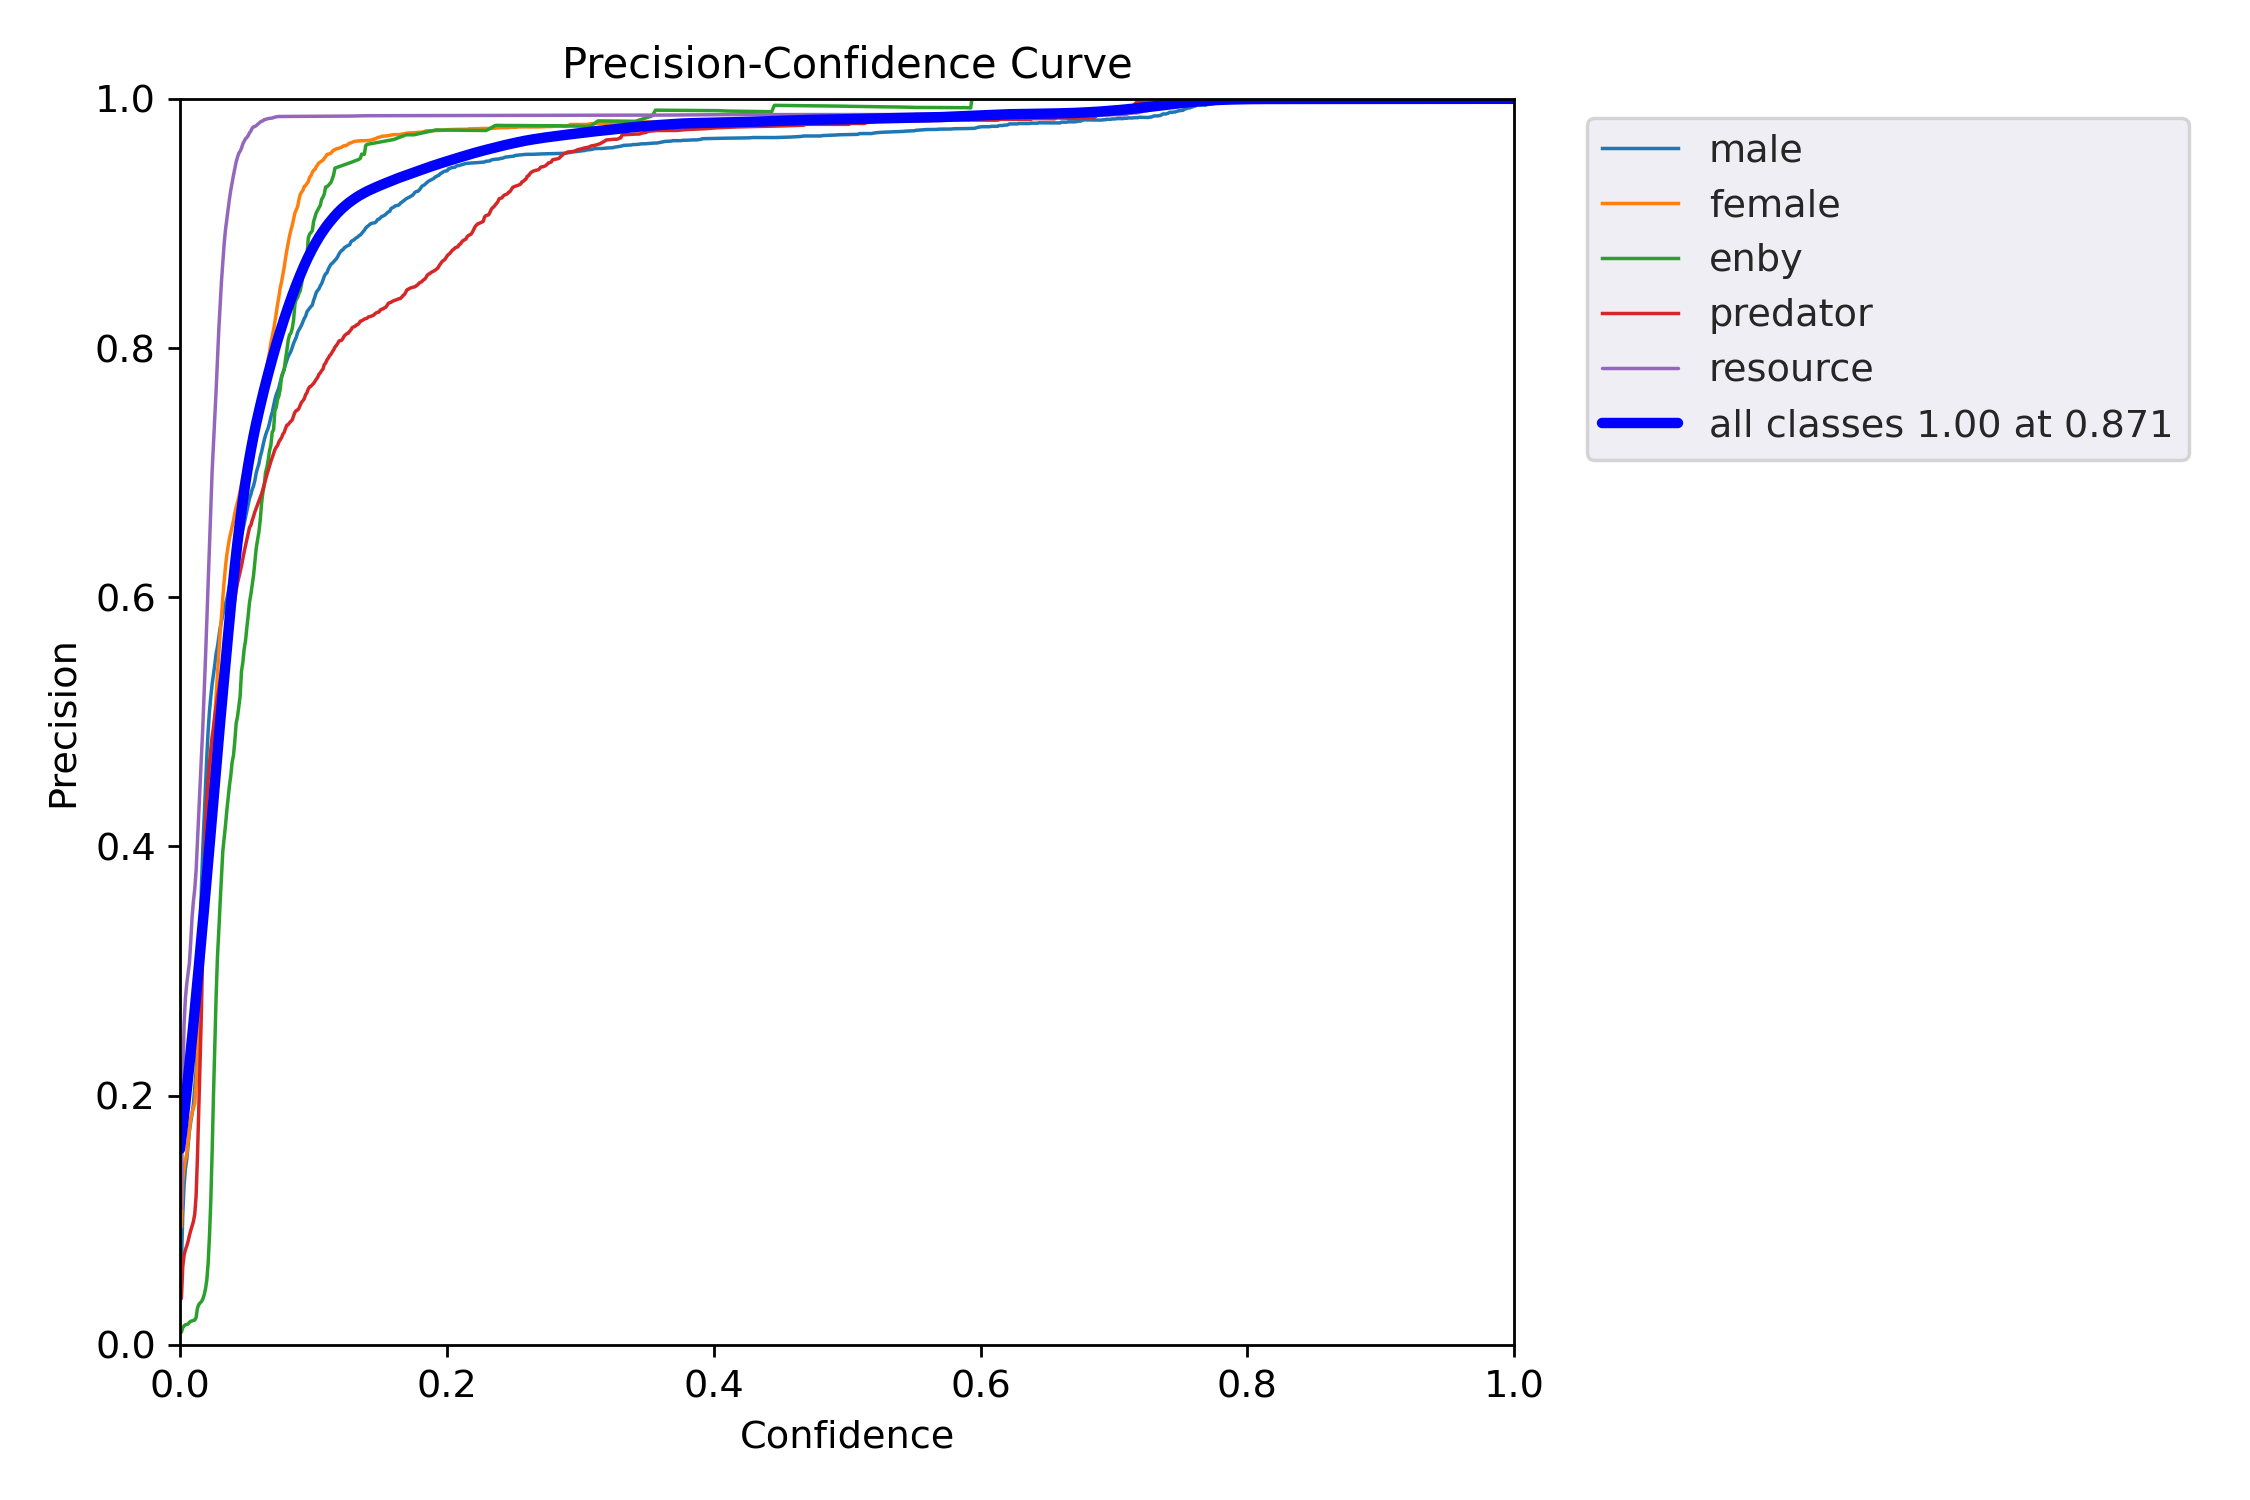 Precision-Confidence Curve
1.0
0.8
0.6
0.4
0.2
0.0
Precision
0.0 0.2 0.4 0.6 0.8 1.0
Confidence
male
female
enby
predator
resource
all classes 1.00 at 0.871